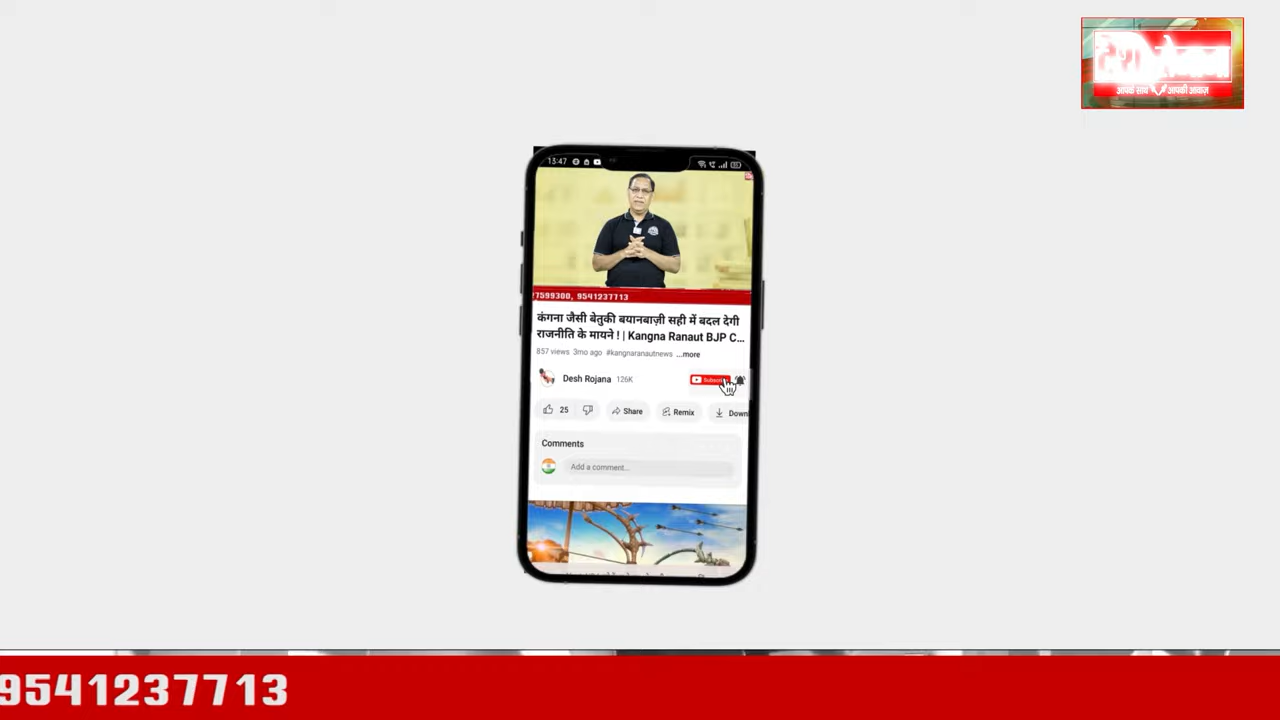 देश रोजाना
आपके साथ आपकी आवाज़
13:47
7599300, 9541237713
कंगना जैसी बेतुकी बयानबाज़ी सही में बदल देगी
राजनीति के मायने ! | Kangna Ranaut BJP C...
857 views 3mo ago #kangnaranautnews ...more
Desh Rojana 126K Subscribe
25 Share Remix Down
Comments
Add a comment...
9541237713